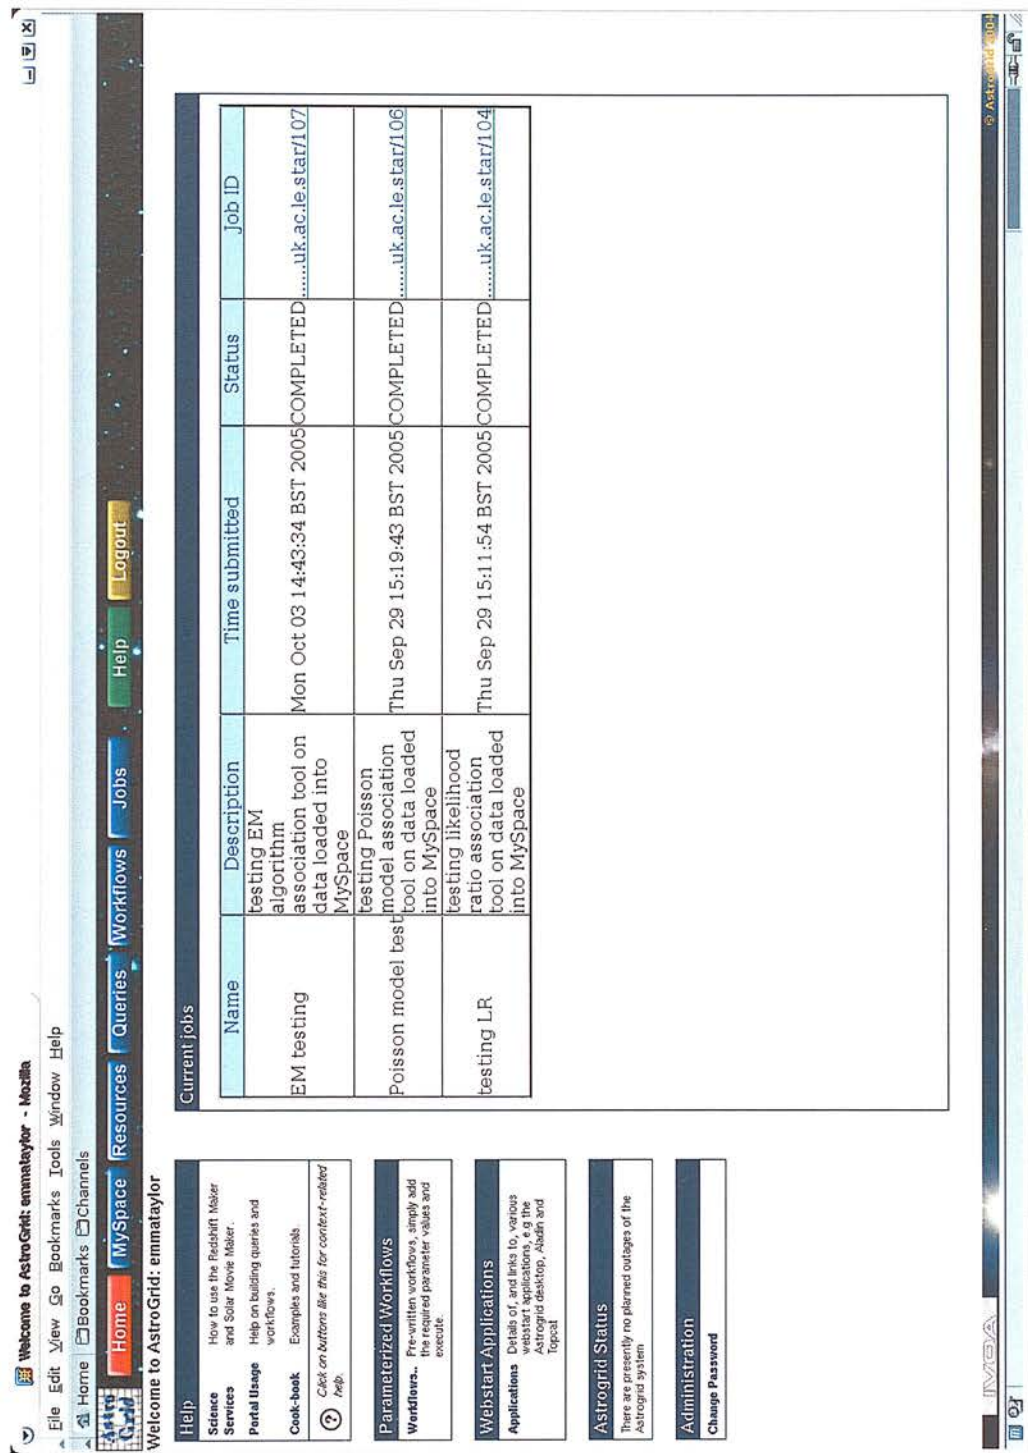 Welcome to AstroGrid: emmataylor - Mozilla
File Edit View Go Bookmarks Tools Window Help
Home Bookmarks Channels
Astro Grid
Home MySpace Resources Queries Workflows Jobs Help Logout
Welcome to AstroGrid: emmataylor
Help
Science Services How to use the Redshift Maker
and Solar Movie Maker.
Portal Usage Help on building queries and
workflows.
Cook-book Examples and tutorials.
? Click on buttons like this for context-related
help.
Parameterized Workflows
Workflows... Pre-written workflows, simply add
the required parameter values and
execute.
Webstart Applications
Applications Details of, and links to, various
webstart applications, e.g the
Astrogrid desktop, Aladin and
Topcat
Astrogrid Status
There are presently no planned outages of the
Astrogrid system
Administration
Change Password
Current jobs
Name Description Time submitted Status Job ID
EM testing
testing EM
algorithm
association tool on
data loaded into
MySpace
Mon Oct 03 14:43:34 BST 2005 COMPLETED ......uk.ac.le.star/107
Poisson model test
testing Poisson
model association
tool on data loaded
into MySpace
Thu Sep 29 15:19:43 BST 2005 COMPLETED ......uk.ac.le.star/106
testing LR
testing likelihood
ratio association
tool on data loaded
into MySpace
Thu Sep 29 15:11:54 BST 2005 COMPLETED ......uk.ac.le.star/104
IVOA
© Astrogrid 2004